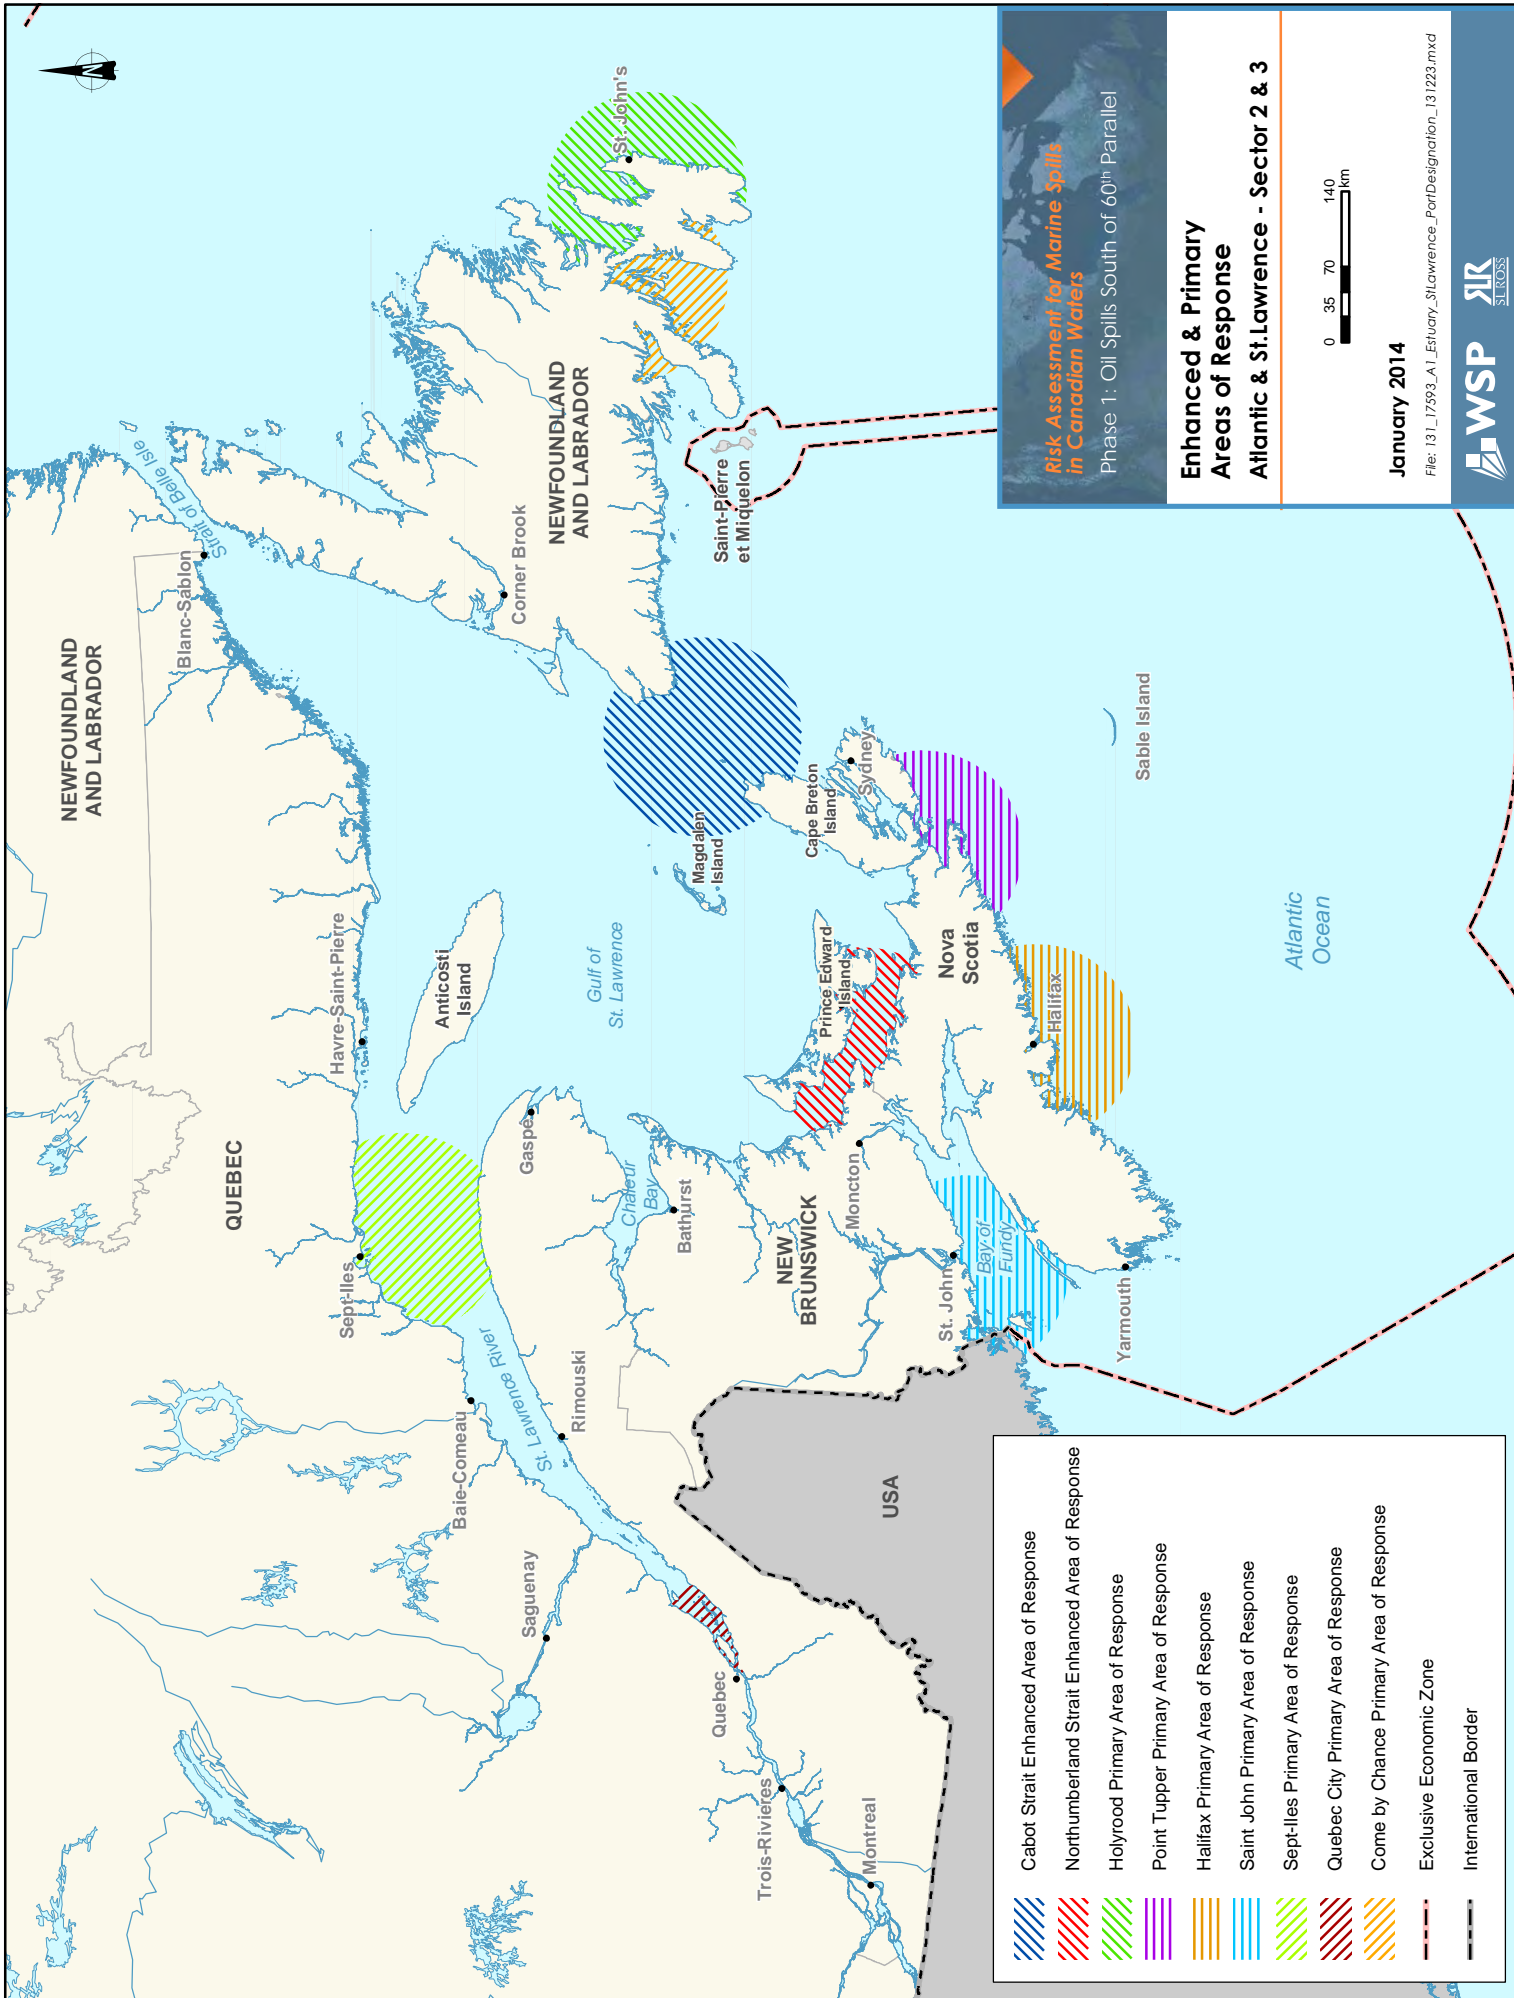 NEWFOUNDLAND
AND LABRADOR
Blanc-Sablon
Strait of Belle Isle
St. John's
Corner Brook
NEWFOUNDLAND
AND LABRADOR
Saint-Pierre
et Miquelon
QUEBEC
Havre-Saint-Pierre
Anticosti
Island
Gulf of
St. Lawrence
Magdalen
Island
Cape Breton
Island
Sydney
Sable Island
Sept-Iles
Gaspé
Chaleur
Bay
Bathurst
Prince Edward
Island
Nova
Scotia
Halifax
Atlantic
Ocean
Baie-Comeau
St. Lawrence River
Rimouski
NEW
BRUNSWICK
Moncton
St. John
Bay of
Fundy
Yarmouth
Saguenay
Quebec
Trois-Rivieres
Montreal
USA
N
Cabot Strait Enhanced Area of Response
Northumberland Strait Enhanced Area of Response
Holyrood Primary Area of Response
Point Tupper Primary Area of Response
Halifax Primary Area of Response
Saint John Primary Area of Response
Sept-Iles Primary Area of Response
Quebec City Primary Area of Response
Come by Chance Primary Area of Response
Exclusive Economic Zone
International Border
Risk Assessment for Marine Spills
in Canadian Waters
Phase 1: Oil Spills South of 60th Parallel
Enhanced & Primary
Areas of Response
Atlantic & St.Lawrence - Sector 2 & 3
0 35 70 140
km
January 2014
File: 131_17593_A1_Estuary_StLawrence_PortDesignation_131223.mxd
WSP
SLR
SL ROSS